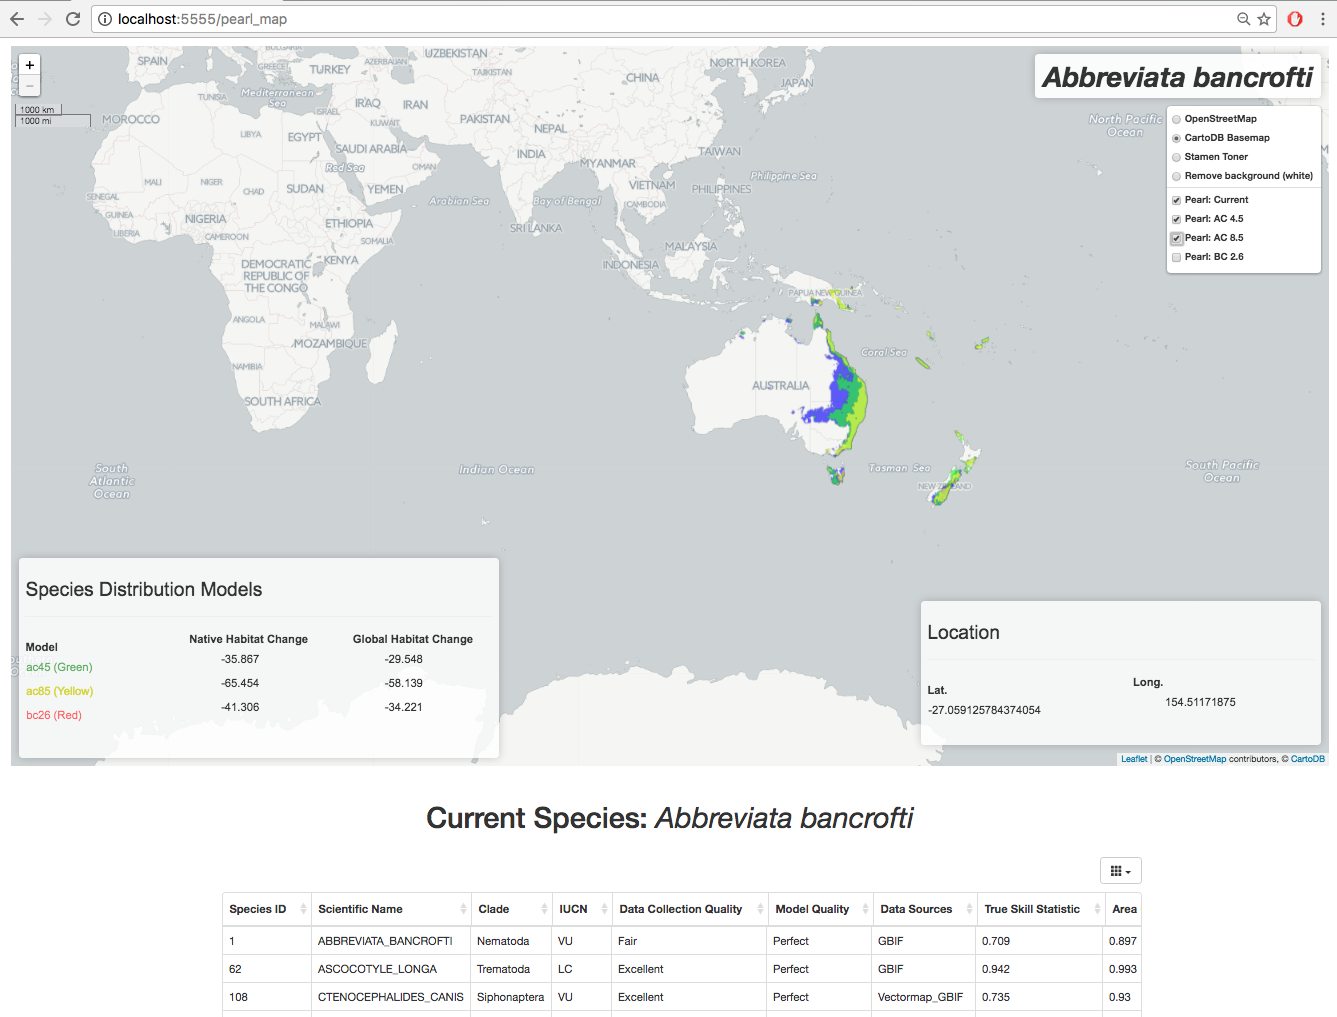 localhost:5555/pearl_map
+
−
1000 km
1000 mi
Abbreviata bancrofti
OpenStreetMap
CartoDB Basemap
Stamen Toner
Remove background (white)
Pearl: Current
Pearl: AC 4.5
Pearl: AC 8.5
Pearl: BC 2.6
SPAIN
BULGARIA
GREECE
TURKEY
AZERBAIJAN
UZBEKISTAN
TAJIKISTAN
CHINA
NORTH KOREA
JAPAN
TUNISIA
Mediterranean
Sea
MOROCCO
ISRAEL
IRAQ
IRAN
KUWAIT
PAKISTAN
NEPAL
LIBYA
EGYPT
SAUDI ARABIA
INDIA
MYANMAR
TAIWAN
North Pacific
Ocean
Red Sea
OMAN
MALI
NIGER
CHAD
SUDAN
YEMEN
Arabian Sea
Bay of Bengal
VIETNAM
CAMBODIA
PHILIPPINES
Philippine Sea
SENEGAL
GUINEA
LIBERIA
NIGERIA
CAMEROON
ETHIOPIA
SOMALIA
SRI LANKA
MALAYSIA
INDONESIA
DEMOCRATIC
REPUBLIC OF
THE CONGO
KENYA
PAPUA NEW GUINEA
ANGOLA
MALAWI
MOZAMBIQUE
NAMIBIA
SOUTH AFRICA
Coral Sea
AUSTRALIA
South
Atlantic
Ocean
Indian Ocean
Tasman Sea
NEW ZEALAND
South Pacific
Ocean
Species Distribution Models
Model Native Habitat Change Global Habitat Change
ac45 (Green) -35.867 -29.548
ac85 (Yellow) -65.454 -58.139
bc26 (Red) -41.306 -34.221
Location
Lat. Long.
-27.059125784374054 154.51171875
Leaflet | © OpenStreetMap contributors, © CartoDB
Current Species: Abbreviata bancrofti
Species ID Scientific Name Clade IUCN Data Collection Quality Model Quality Data Sources True Skill Statistic Area
1 ABBREVIATA_BANCROFTI Nematoda VU Fair Perfect GBIF 0.709 0.897
62 ASCOCOTYLE_LONGA Trematoda LC Excellent Perfect GBIF 0.942 0.993
108 CTENOCEPHALIDES_CANIS Siphonaptera VU Excellent Perfect Vectormap_GBIF 0.735 0.93